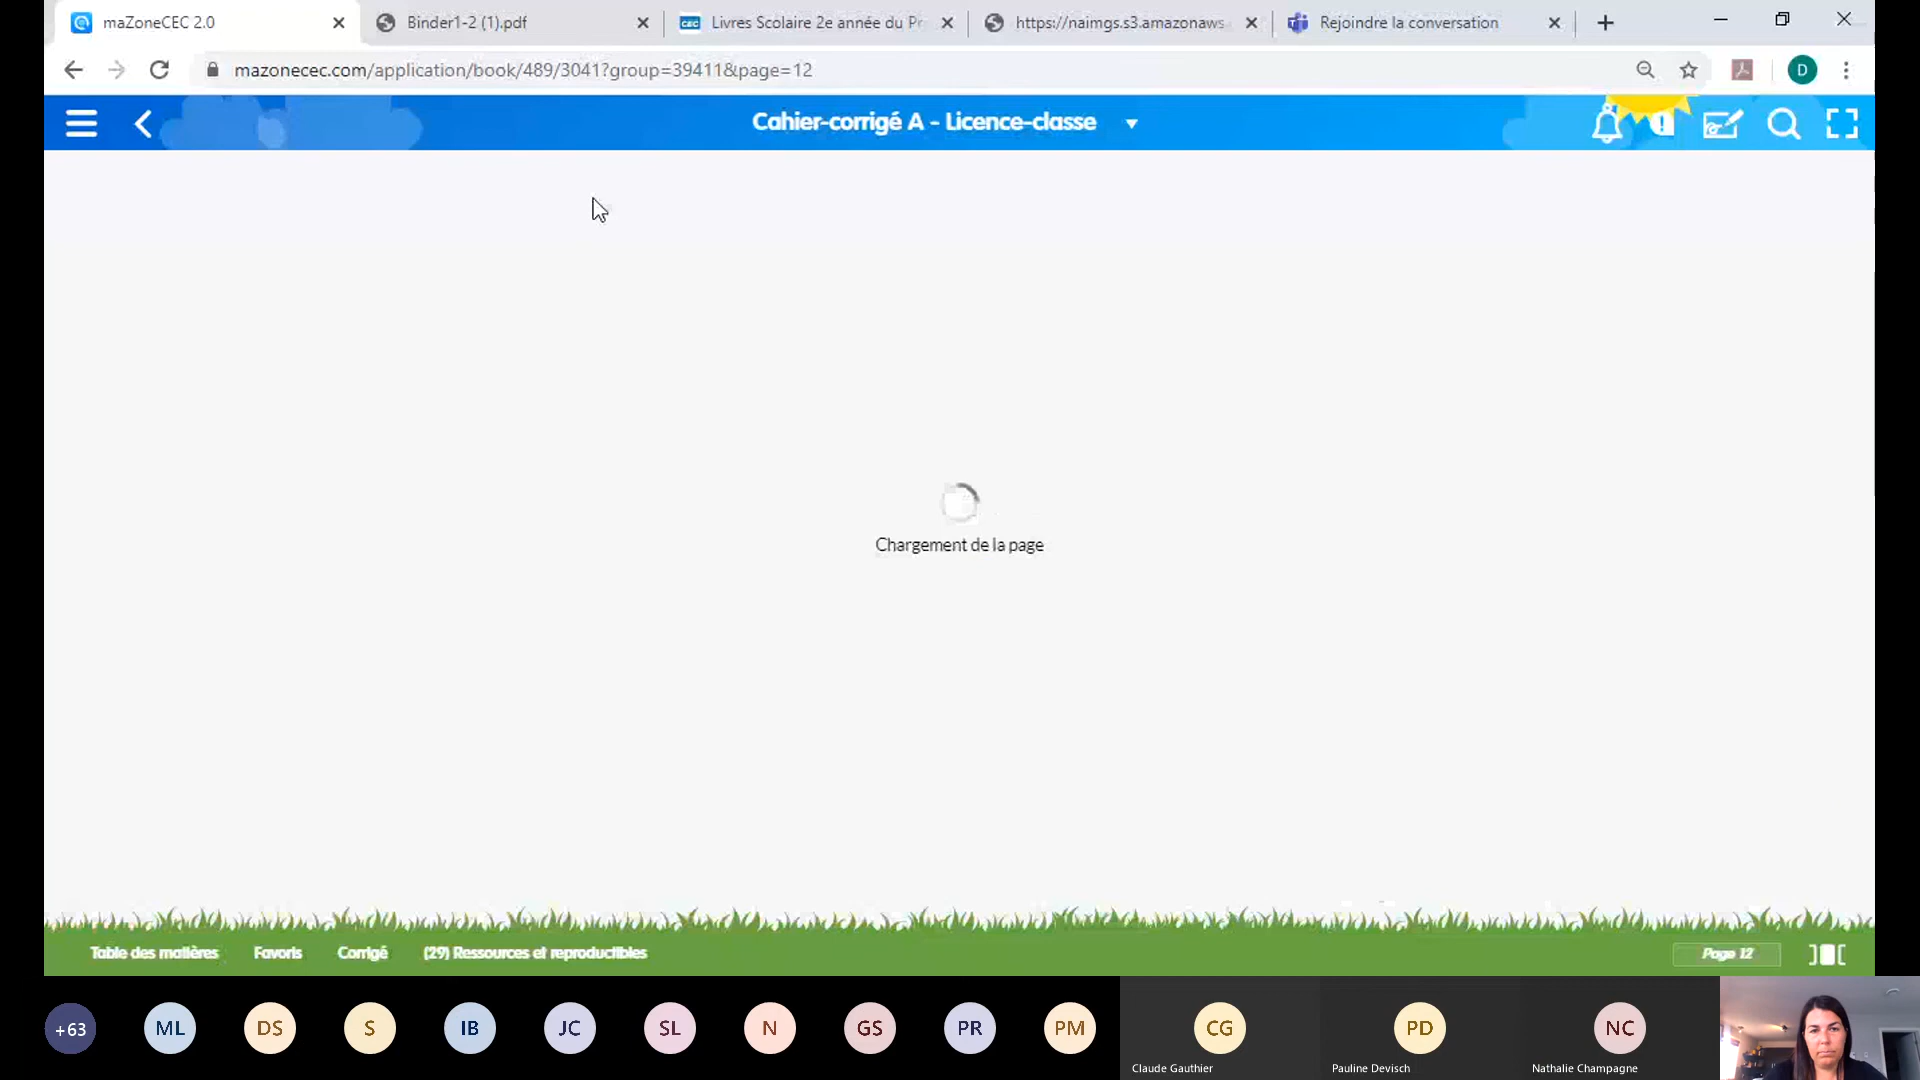 maZoneCEC 2.0
Binder1-2 (1).pdf
Livres Scolaire 2e année du Pr
https://naimgs.s3.amazonaws
Rejoindre la conversation
mazonecec.com/application/book/489/3041?group=39411&page=12
D
Cahier-corrigé A - Licence-classe
Chargement de la page
Table des matières
Favoris
Corrigé
(29) Ressources et reproductibles
Page 12
+63
ML
DS
S
IB
JC
SL
N
GS
PR
PM
CG
PD
NC
Claude Gauthier
Pauline Devisch
Nathalie Champagne